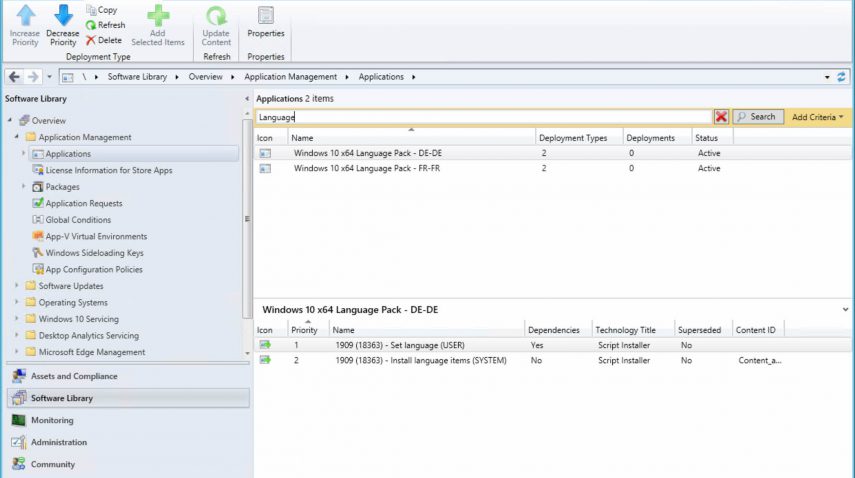 Increase Priority
Decrease Priority
Copy
Refresh
Delete
Add Selected Items
Update Content
Properties
Deployment Type
Refresh
Properties
\ Software Library Overview Application Management Applications
Software Library
Overview
Application Management
Applications
License Information for Store Apps
Packages
Application Requests
Global Conditions
App-V Virtual Environments
Windows Sideloading Keys
App Configuration Policies
Software Updates
Operating Systems
Windows 10 Servicing
Desktop Analytics Servicing
Microsoft Edge Management
Assets and Compliance
Software Library
Monitoring
Administration
Community
Applications 2 items
Language Search Add Criteria
Icon Name Deployment Types Deployments Status
Windows 10 x64 Language Pack - DE-DE 2 0 Active
Windows 10 x64 Language Pack - FR-FR 2 0 Active
Windows 10 x64 Language Pack - DE-DE
Icon Priority Name Dependencies Technology Title Superseded Content ID
1 1909 (18363) - Set language (USER) Yes Script Installer No
2 1909 (18363) - Install language items (SYSTEM) No Script Installer No Content_a...